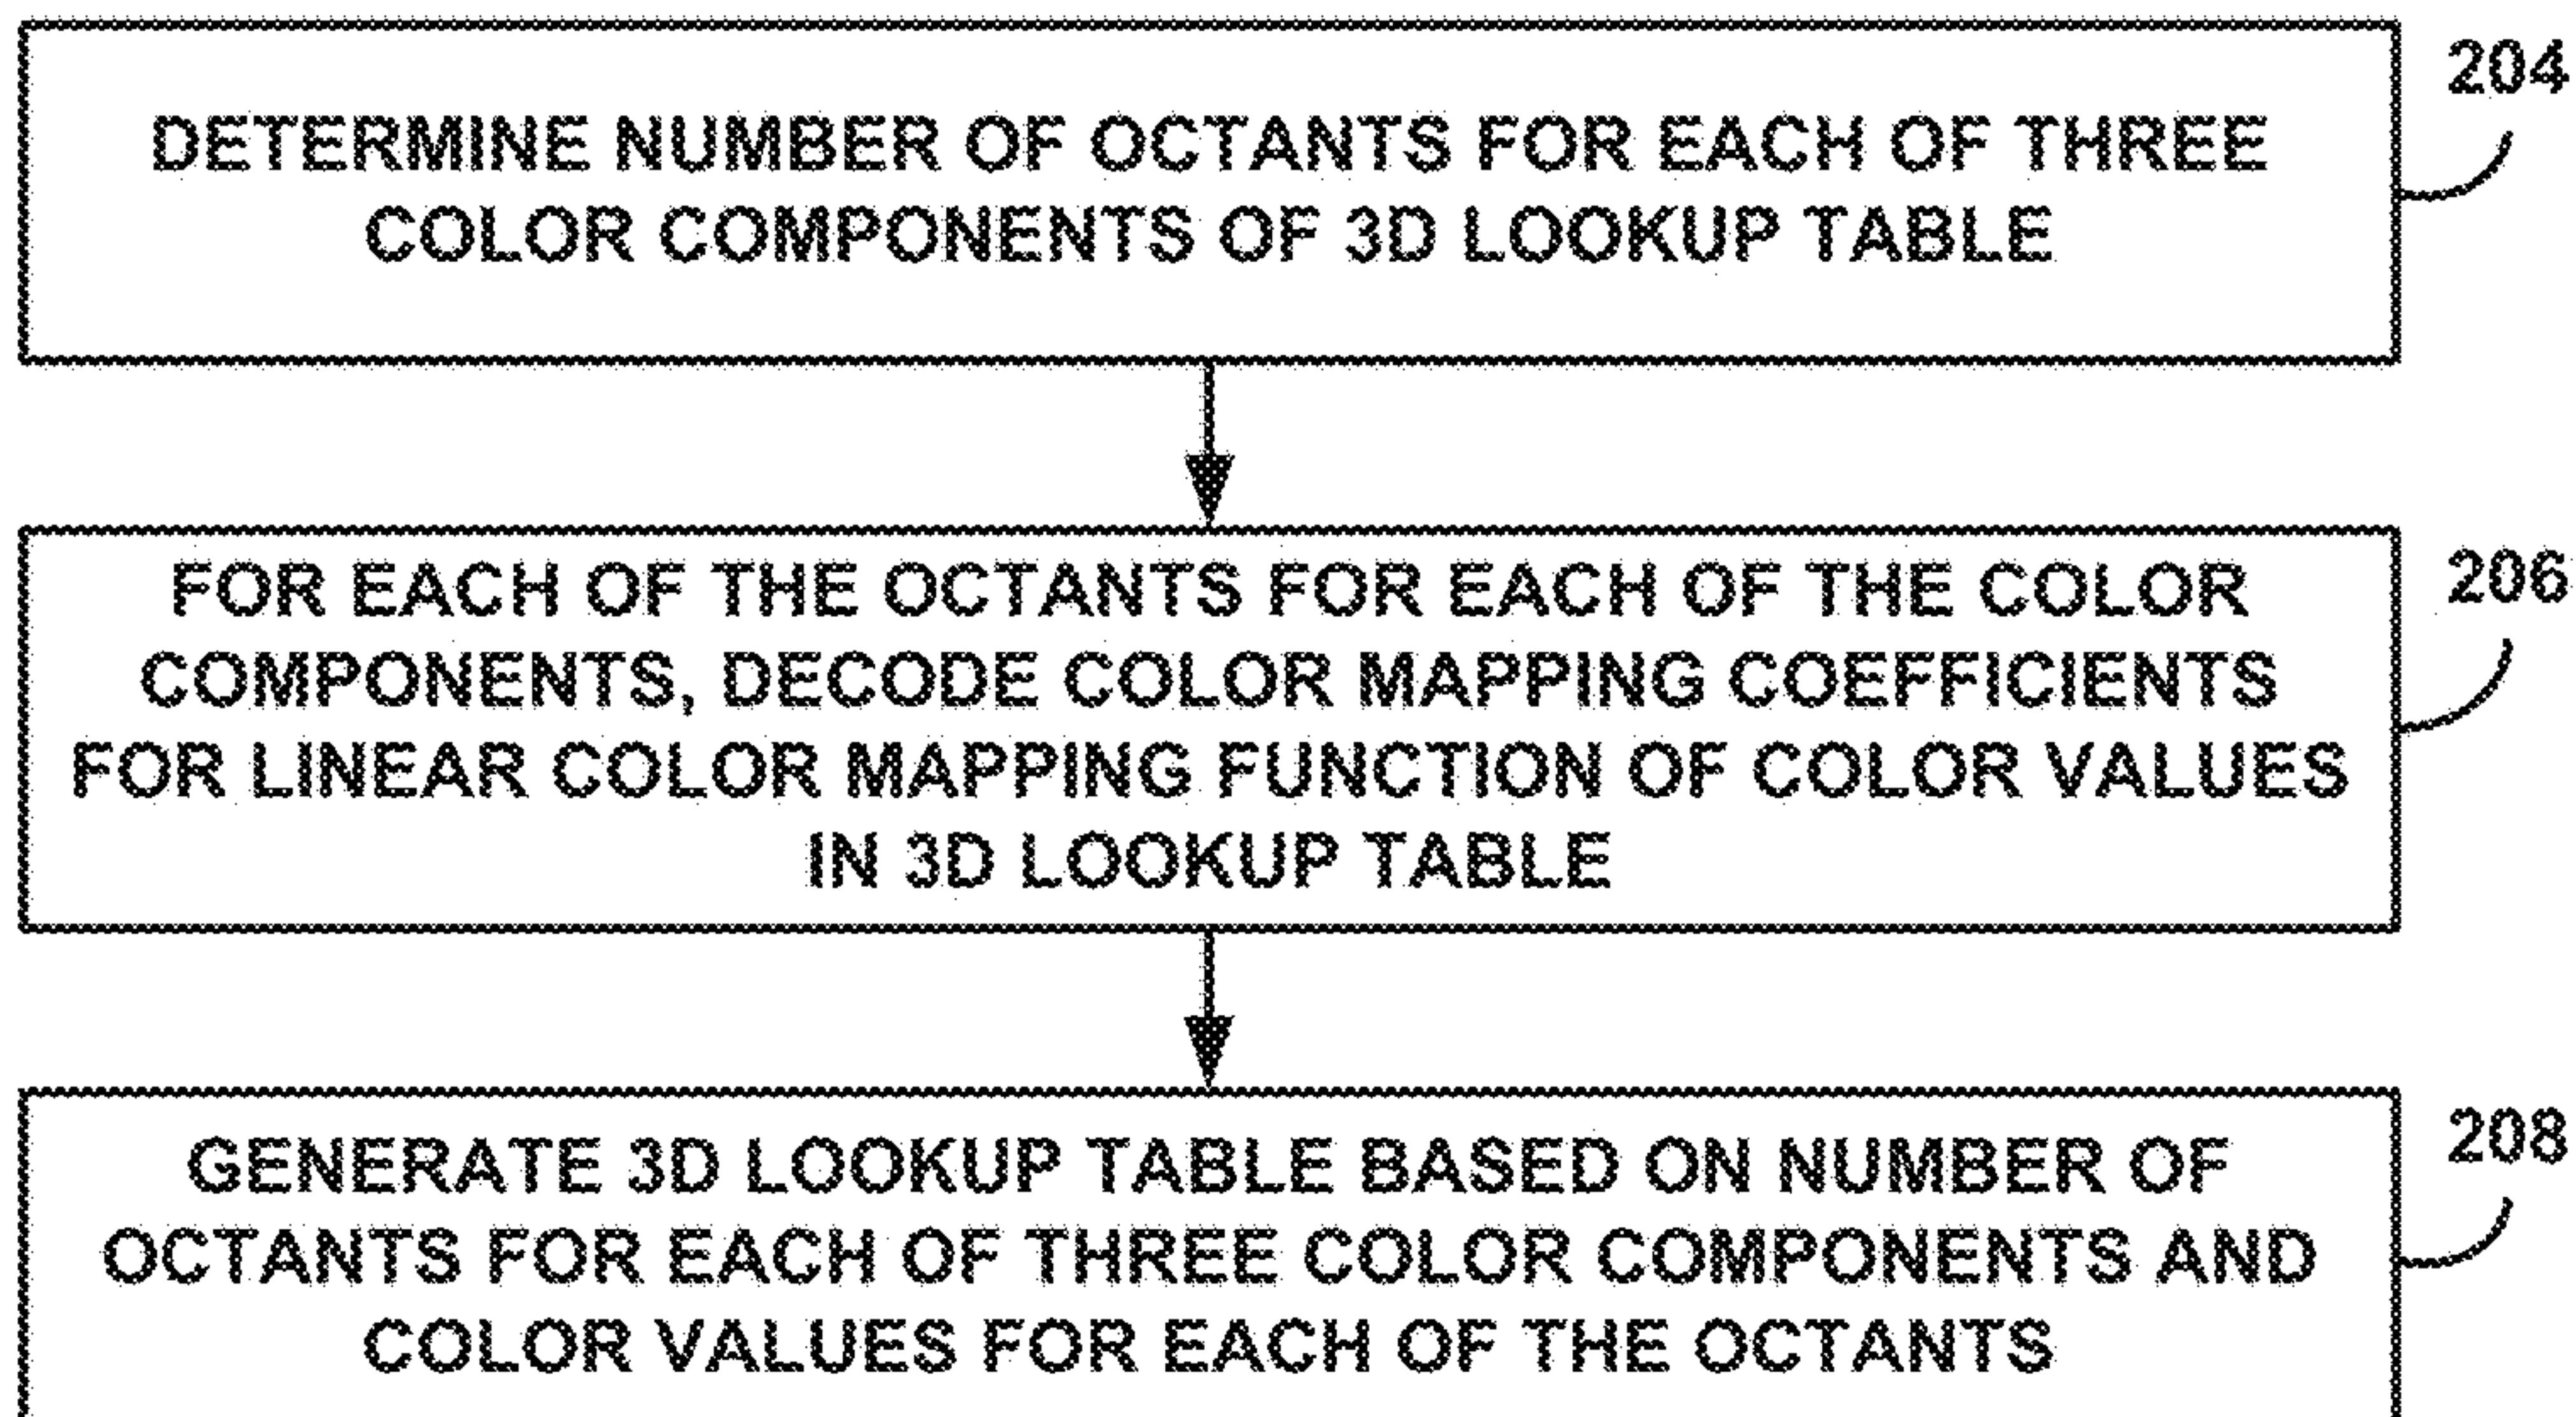 204
DETERMINE NUMBER OF OCTANTS FOR EACH OF THREE
COLOR COMPONENTS OF 3D LOOKUP TABLE
206
FOR EACH OF THE OCTANTS FOR EACH OF THE COLOR
COMPONENTS, DECODE COLOR MAPPING COEFFICIENTS
FOR LINEAR COLOR MAPPING FUNCTION OF COLOR VALUES
IN 3D LOOKUP TABLE
208
GENERATE 3D LOOKUP TABLE BASED ON NUMBER OF
OCTANTS FOR EACH OF THREE COLOR COMPONENTS AND
COLOR VALUES FOR EACH OF THE OCTANTS